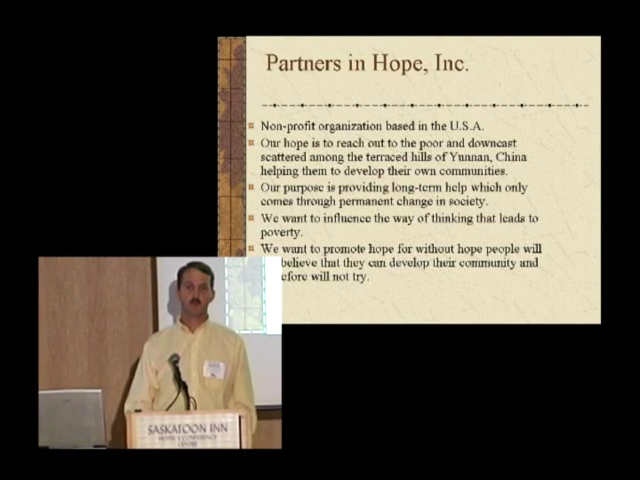 Partners in Hope, Inc.
Non-profit organization based in the U.S.A.
Our hope is to reach out to the poor and downcast
scattered among the terraced hills of Yunnan, China
helping them to develop their own communities.
Our purpose is providing long-term help which only
comes through permanent change in society.
We want to influence the way of thinking that leads to
poverty.
We want to promote hope for without hope people will
believe that they can develop their community and
efore will not try.
SASKATOON INN
HOTEL & CONFERENCE
CENTRE